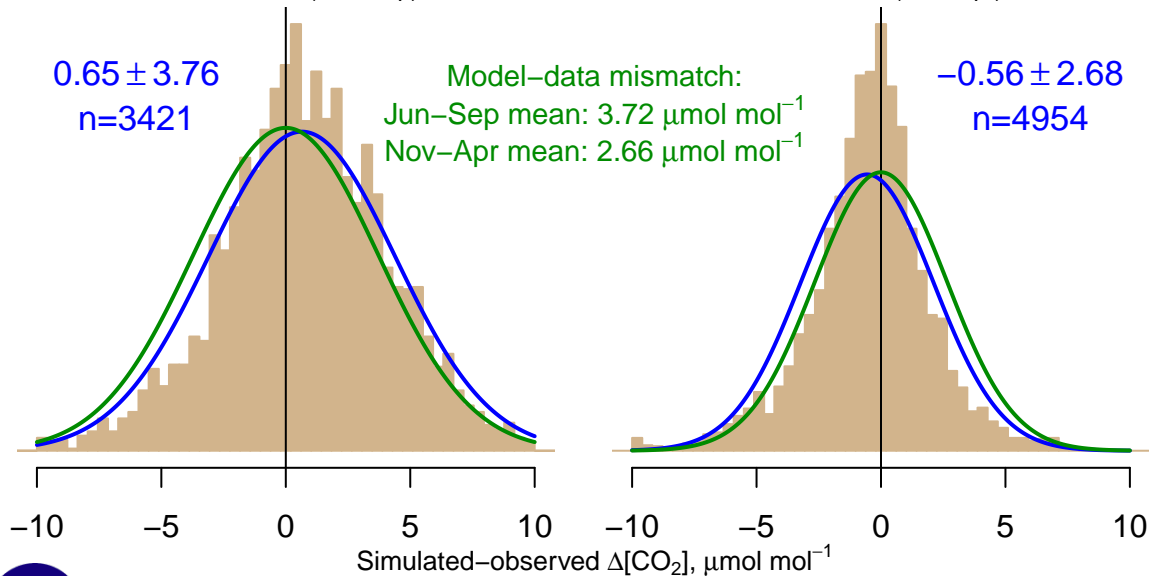 0.65 ± 3.76
n=3421
Model−data mismatch:
Jun−Sep mean: 3.72 μmol mol⁻¹
Nov−Apr mean: 2.66 μmol mol⁻¹
−0.56 ± 2.68
n=4954
−10 −5 0 5 10
−10 −5 0 5 10
Simulated−observed Δ[CO₂], μmol mol⁻¹